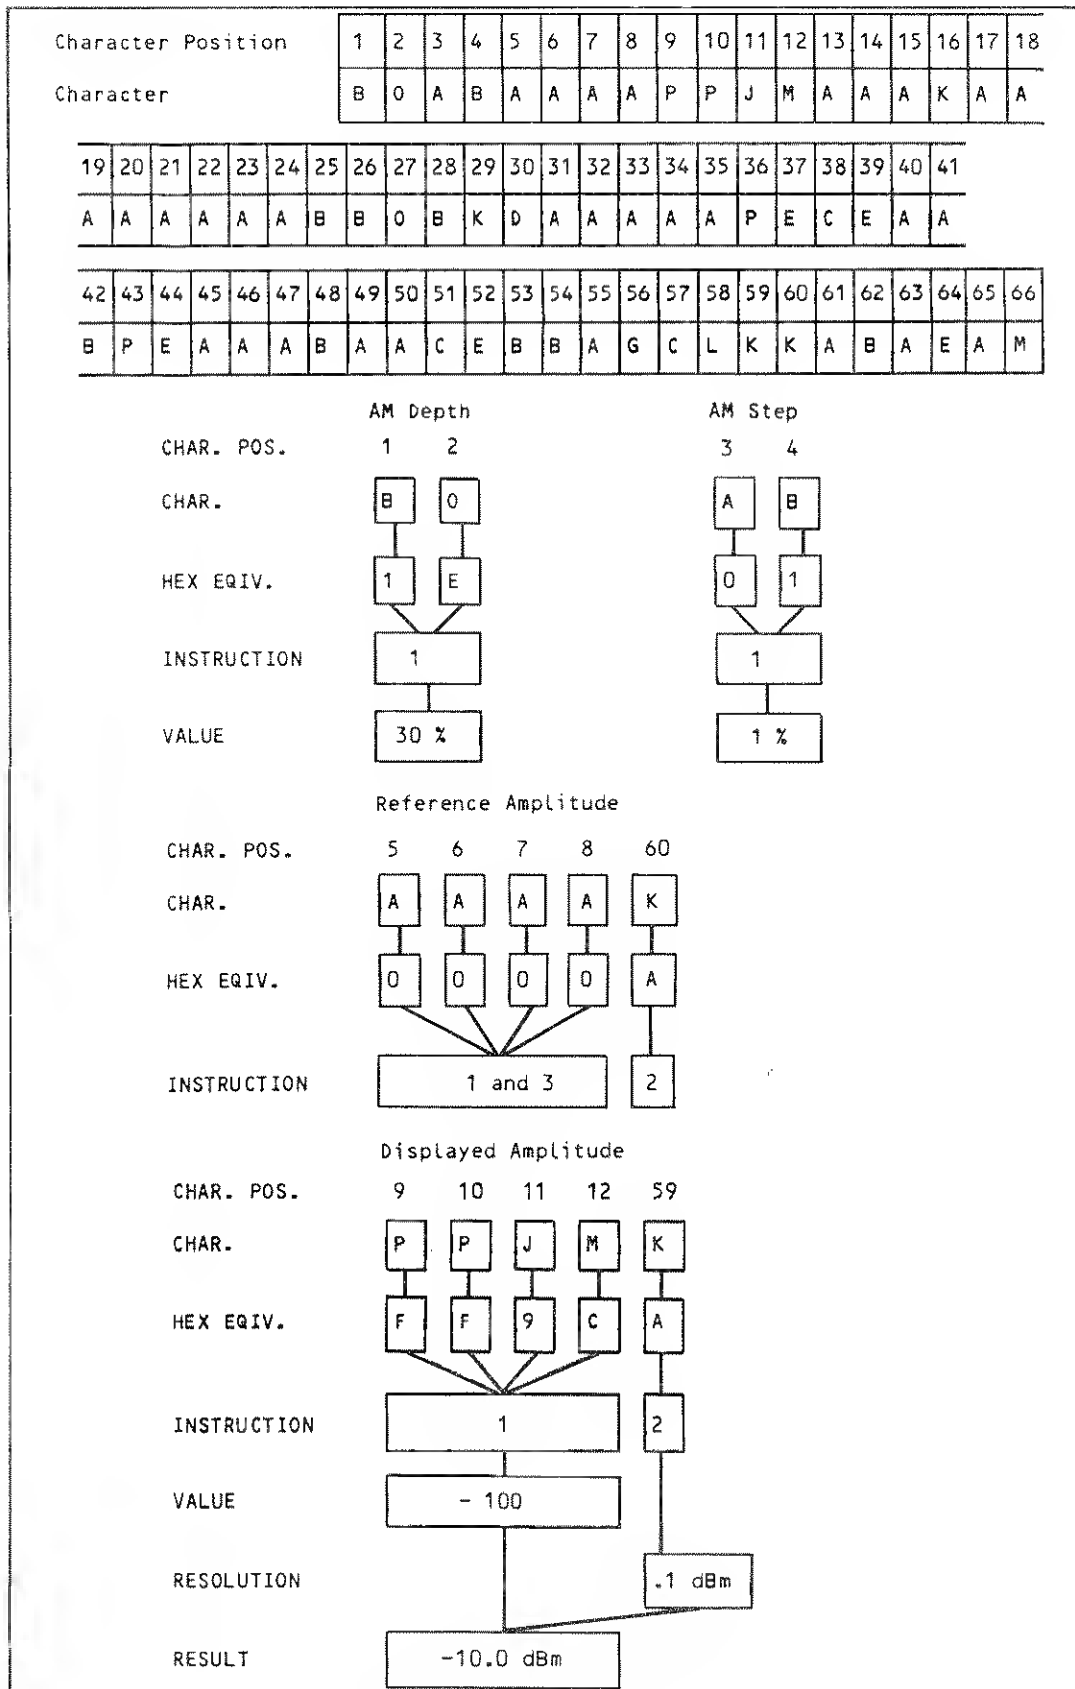 Character Position 1 2 3 4 5 6 7 8 9 10 11 12 13 14 15 16 17 18
Character B O A B A A A A P P J M A A A K A A
19 20 21 22 23 24 25 26 27 28 29 30 31 32 33 34 35 36 37 38 39 40 41
A A A A A A B B O B K D A A A A A P E C E A A
42 43 44 45 46 47 48 49 50 51 52 53 54 55 56 57 58 59 60 61 62 63 64 65 66
B P E A A A B A A C E B B A G C L K K A B A E A M
AM Depth AM Step
CHAR. POS. 1 2 3 4
CHAR. B O A B
HEX EQIV. 1 E 0 1
INSTRUCTION 1 1
VALUE 30 % 1 %
Reference Amplitude
CHAR. POS. 5 6 7 8 60
CHAR. A A A A K
HEX EQIV. 0 0 0 0 A
INSTRUCTION 1 and 3 2
Displayed Amplitude
CHAR. POS. 9 10 11 12 59
CHAR. P P J M K
HEX EQIV. F F 9 C A
INSTRUCTION 1 2
VALUE - 100
RESOLUTION .1 dBm
RESULT -10.0 dBm